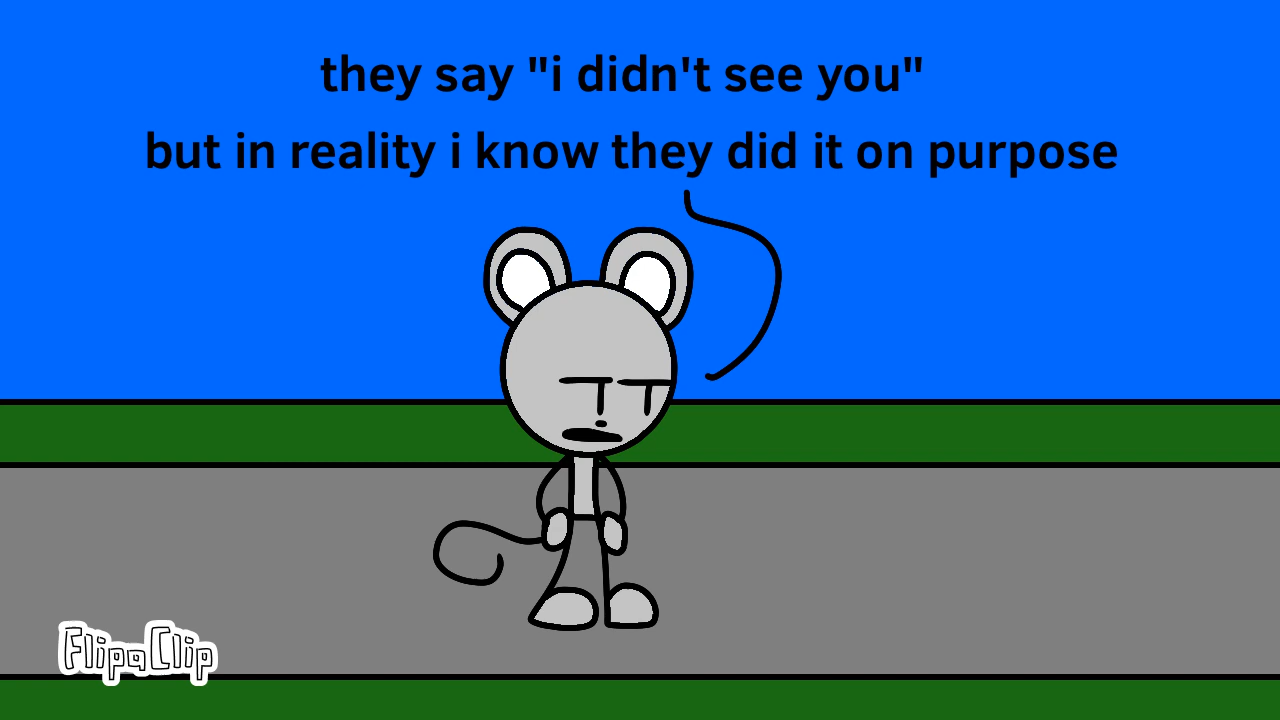 they say "i didn't see you"
but in reality i know they did it on purpose
FlipaClip